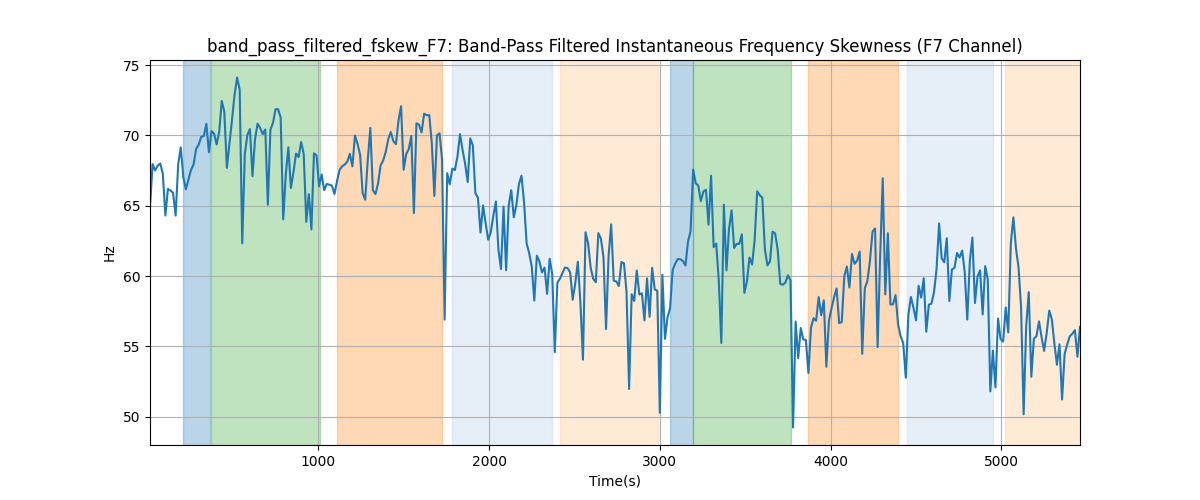 band_pass_filtered_fskew_F7: Band-Pass Filtered Instantaneous Frequency Skewness (F7 Channel)
75
70
65
60
55
50
Hz
1000 2000 3000 4000 5000
Time(s)